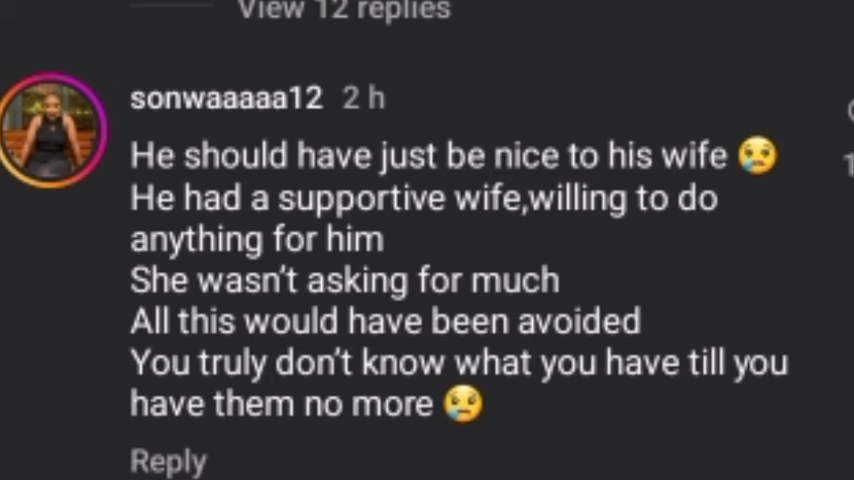 View 12 replies
sonwaaaaa12 2 h
He should have just be nice to his wife 😢
He had a supportive wife,willing to do
anything for him
She wasn't asking for much
All this would have been avoided
You truly don't know what you have till you
have them no more 😢
Reply